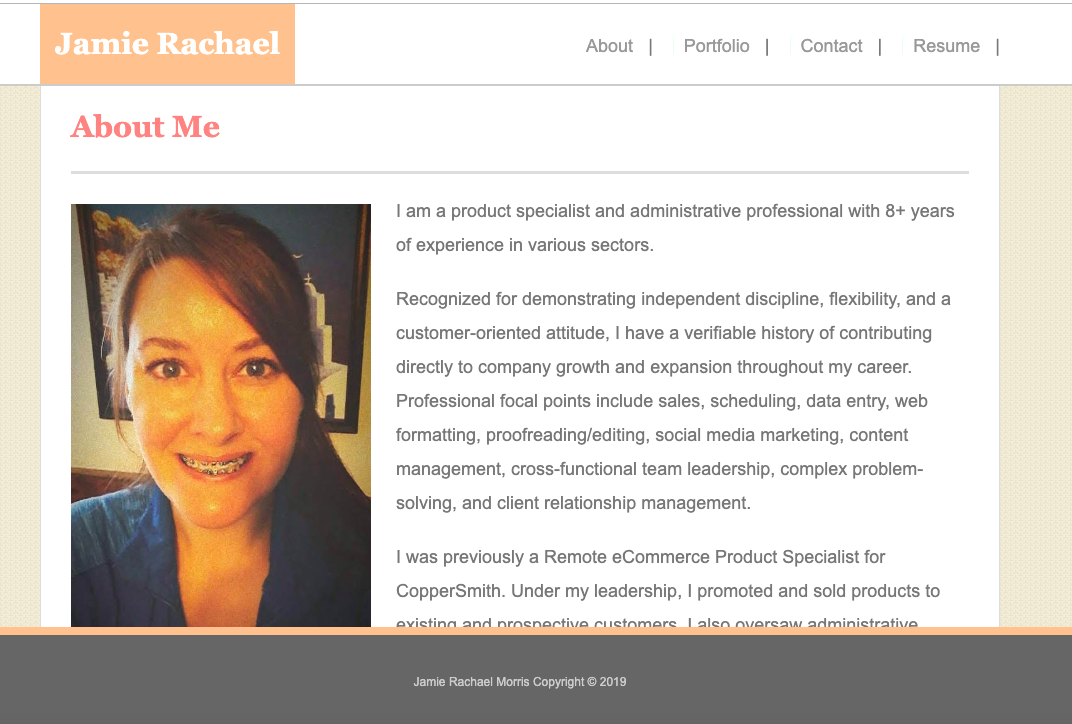 Jamie Rachael
About | Portfolio | Contact | Resume |
About Me
I am a product specialist and administrative professional with 8+ years
of experience in various sectors.
Recognized for demonstrating independent discipline, flexibility, and a
customer-oriented attitude, I have a verifiable history of contributing
directly to company growth and expansion throughout my career.
Professional focal points include sales, scheduling, data entry, web
formatting, proofreading/editing, social media marketing, content
management, cross-functional team leadership, complex problem-
solving, and client relationship management.
I was previously a Remote eCommerce Product Specialist for
CopperSmith. Under my leadership, I promoted and sold products to
existing and prospective customers. I also oversaw administrative
Jamie Rachael Morris Copyright © 2019